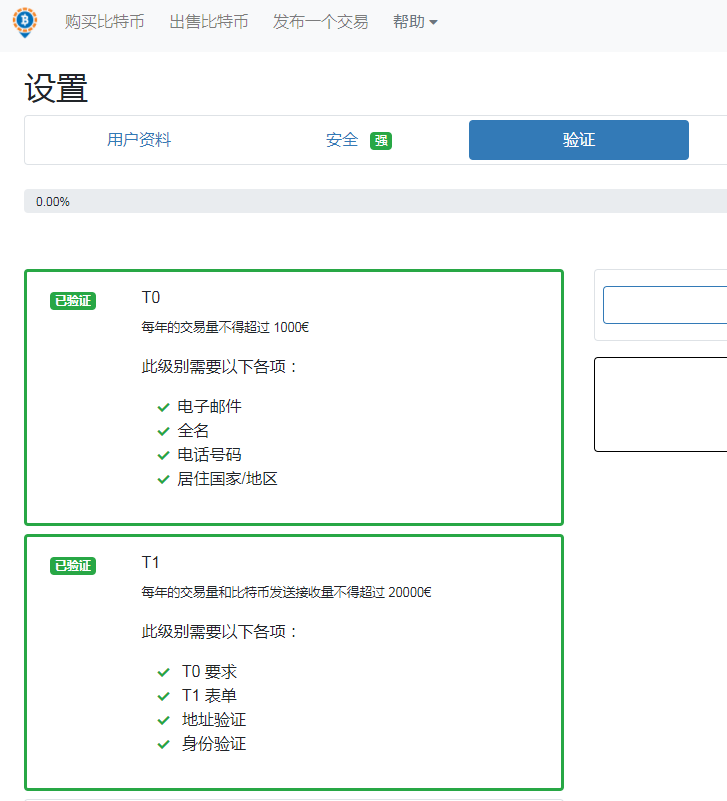 购买比特币 出售比特币 发布一个交易 帮助
设置
用户资料 安全 强 验证
0.00%
已验证 T0
每年的交易量不得超过 1000€
此级别需要以下各项：
电子邮件
全名
电话号码
居住国家/地区
已验证 T1
每年的交易量和比特币发送接收量不得超过 20000€
此级别需要以下各项：
T0 要求
T1 表单
地址验证
身份验证